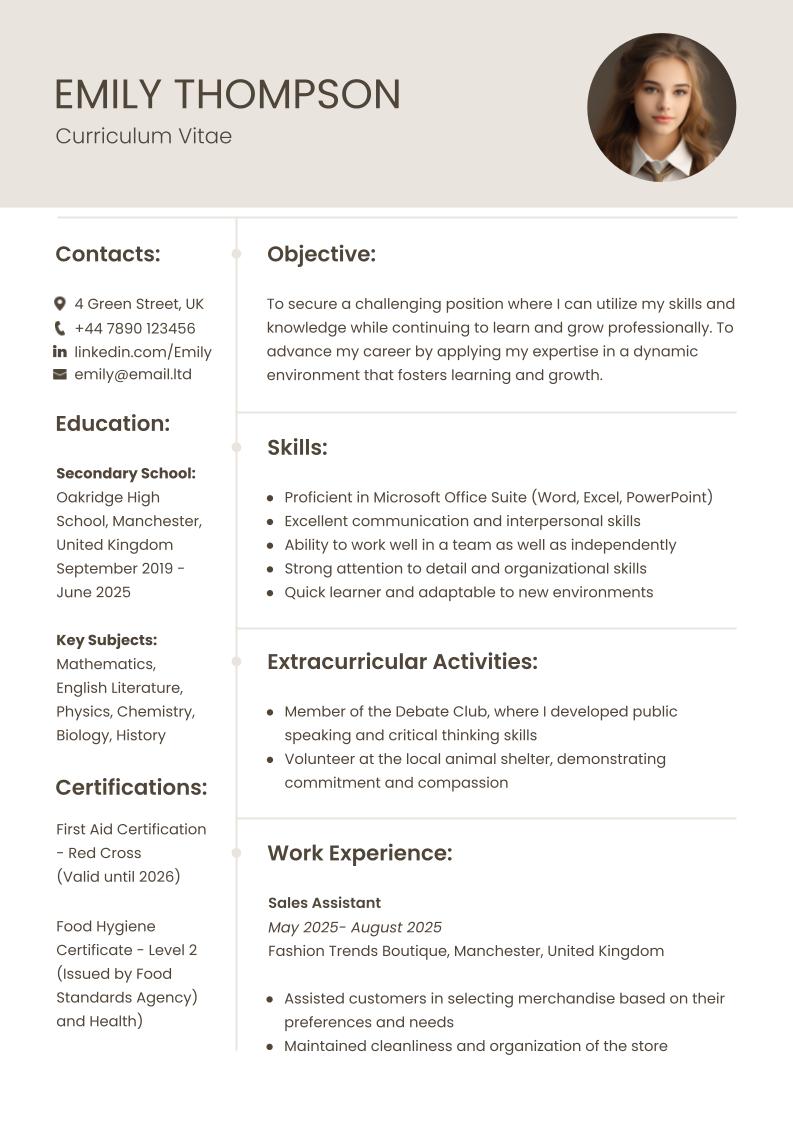 EMILY THOMPSON
Curriculum Vitae
Contacts:
4 Green Street, UK
+44 7890 123456
linkedin.com/Emily
emily@email.ltd
Education:
Secondary School:
Oakridge High
School, Manchester,
United Kingdom
September 2019 -
June 2025
Key Subjects:
Mathematics,
English Literature,
Physics, Chemistry,
Biology, History
Certifications:
First Aid Certification
- Red Cross
(Valid until 2026)
Food Hygiene
Certificate - Level 2
(Issued by Food
Standards Agency)
and Health)
Objective:
To secure a challenging position where I can utilize my skills and
knowledge while continuing to learn and grow professionally. To
advance my career by applying my expertise in a dynamic
environment that fosters learning and growth.
Skills:
• Proficient in Microsoft Office Suite (Word, Excel, PowerPoint)
• Excellent communication and interpersonal skills
• Ability to work well in a team as well as independently
• Strong attention to detail and organizational skills
• Quick learner and adaptable to new environments
Extracurricular Activities:
• Member of the Debate Club, where I developed public
speaking and critical thinking skills
• Volunteer at the local animal shelter, demonstrating
commitment and compassion
Work Experience:
Sales Assistant
May 2025- August 2025
Fashion Trends Boutique, Manchester, United Kingdom
• Assisted customers in selecting merchandise based on their
preferences and needs
• Maintained cleanliness and organization of the store